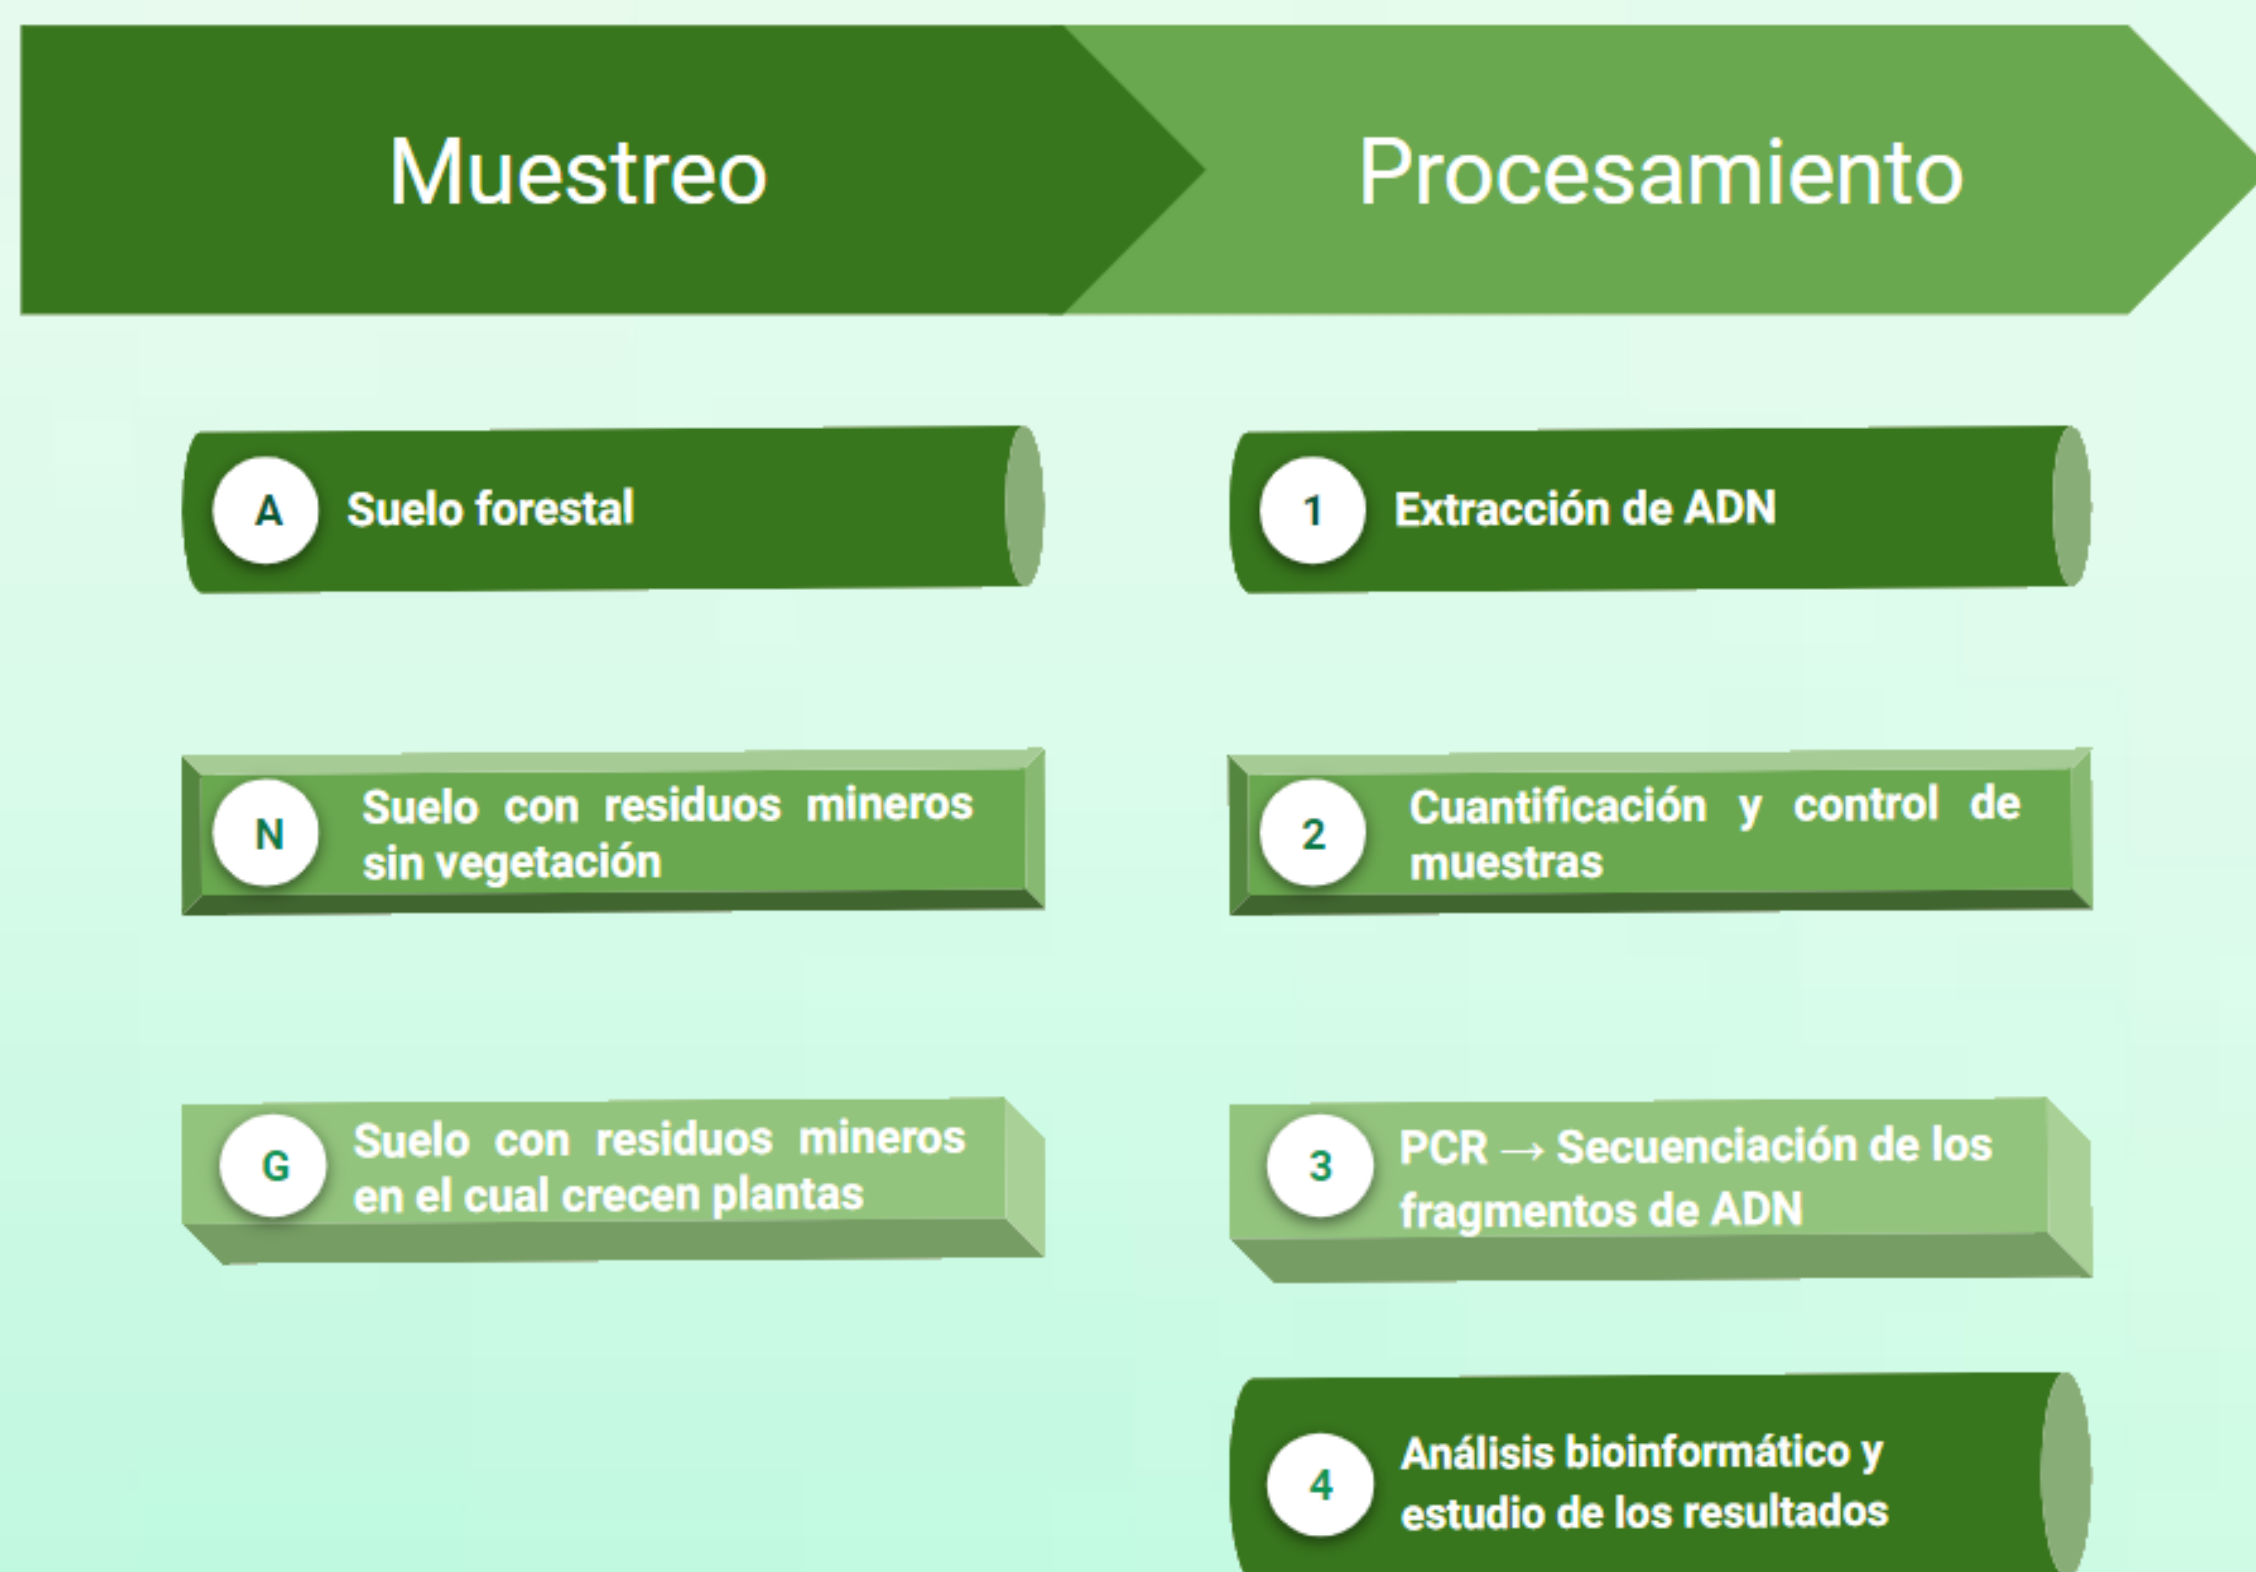 Muestreo
Procesamiento
A
Suelo forestal
N
Suelo con residuos mineros
sin vegetación
G
Suelo con residuos mineros
en el cual crecen plantas
1
Extracción de ADN
2
Cuantificación y control de
muestras
3
PCR → Secuenciación de los
fragmentos de ADN
4
Análisis bioinformático y
estudio de los resultados